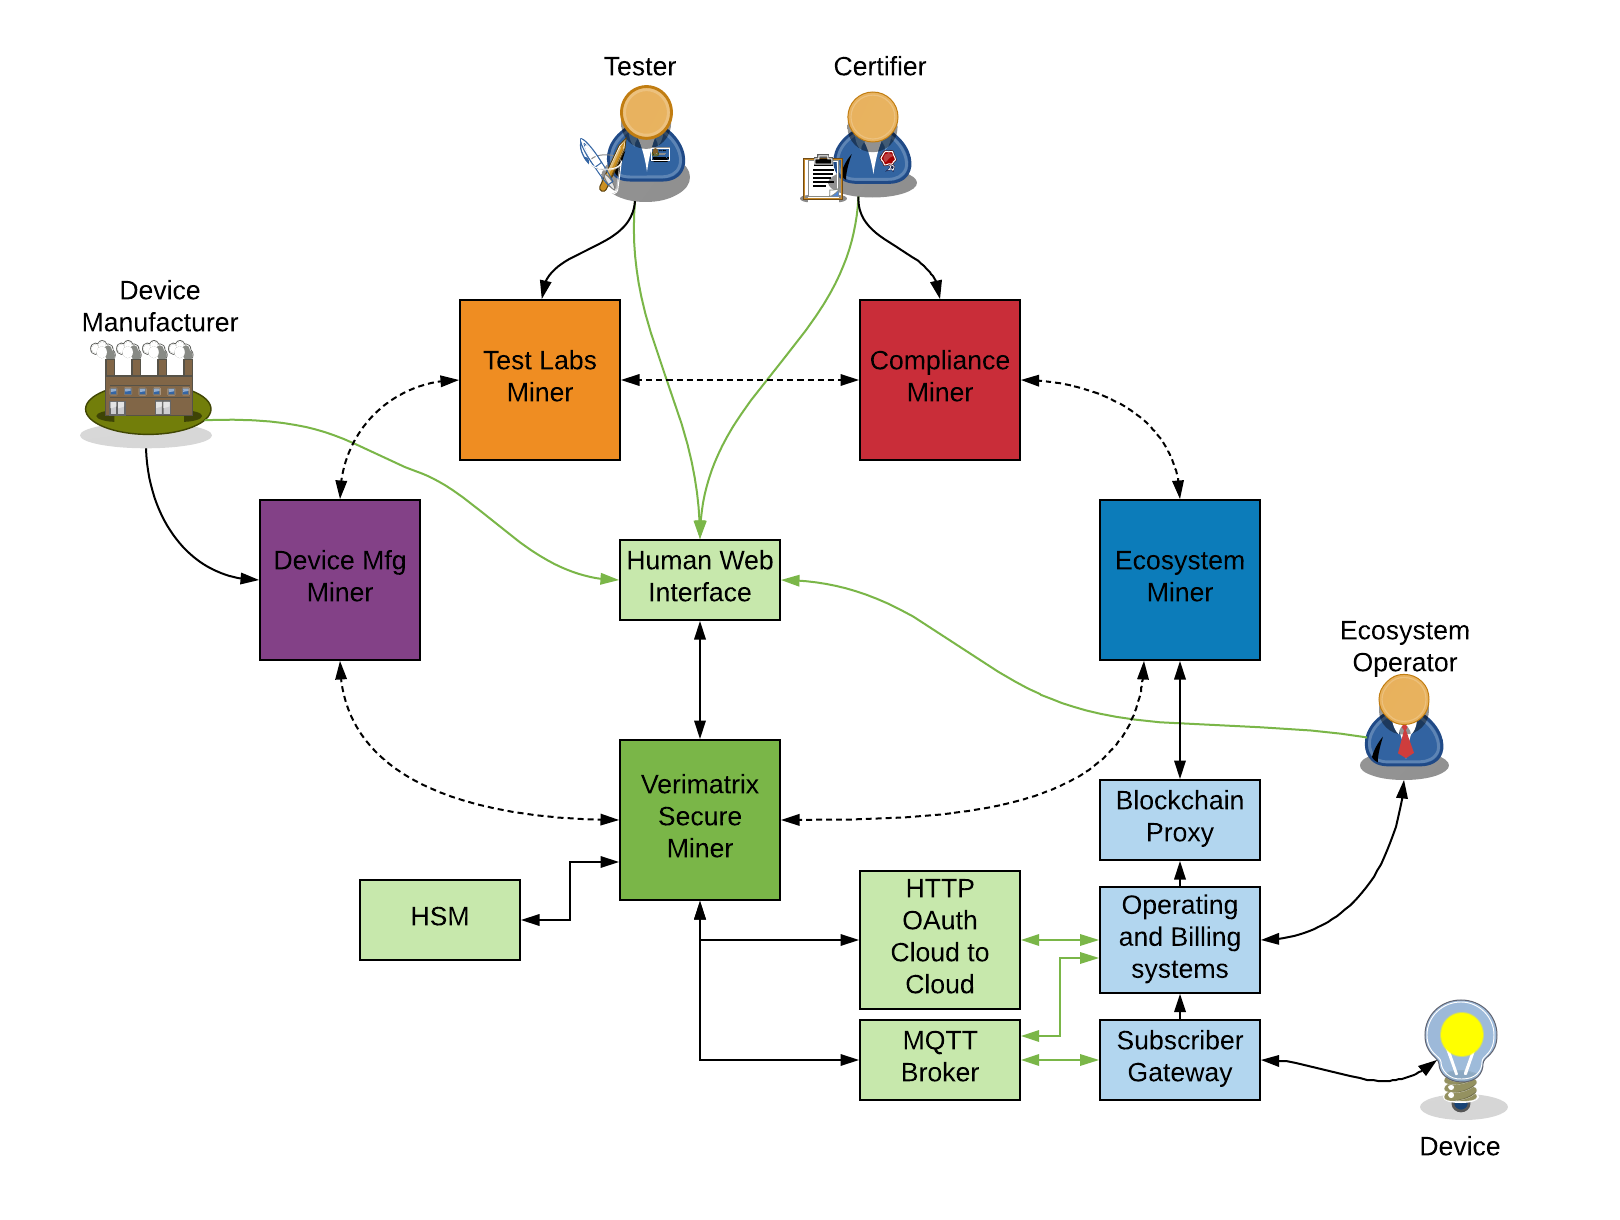 Tester
Certifier
Device
Manufacturer
Test Labs
Miner
Compliance
Miner
Device Mfg
Miner
Human Web
Interface
Ecosystem
Miner
Ecosystem
Operator
Verimatrix
Secure
Miner
Blockchain
Proxy
HSM
HTTP
OAuth
Cloud to
Cloud
Operating
and Billing
systems
MQTT
Broker
Subscriber
Gateway
Device